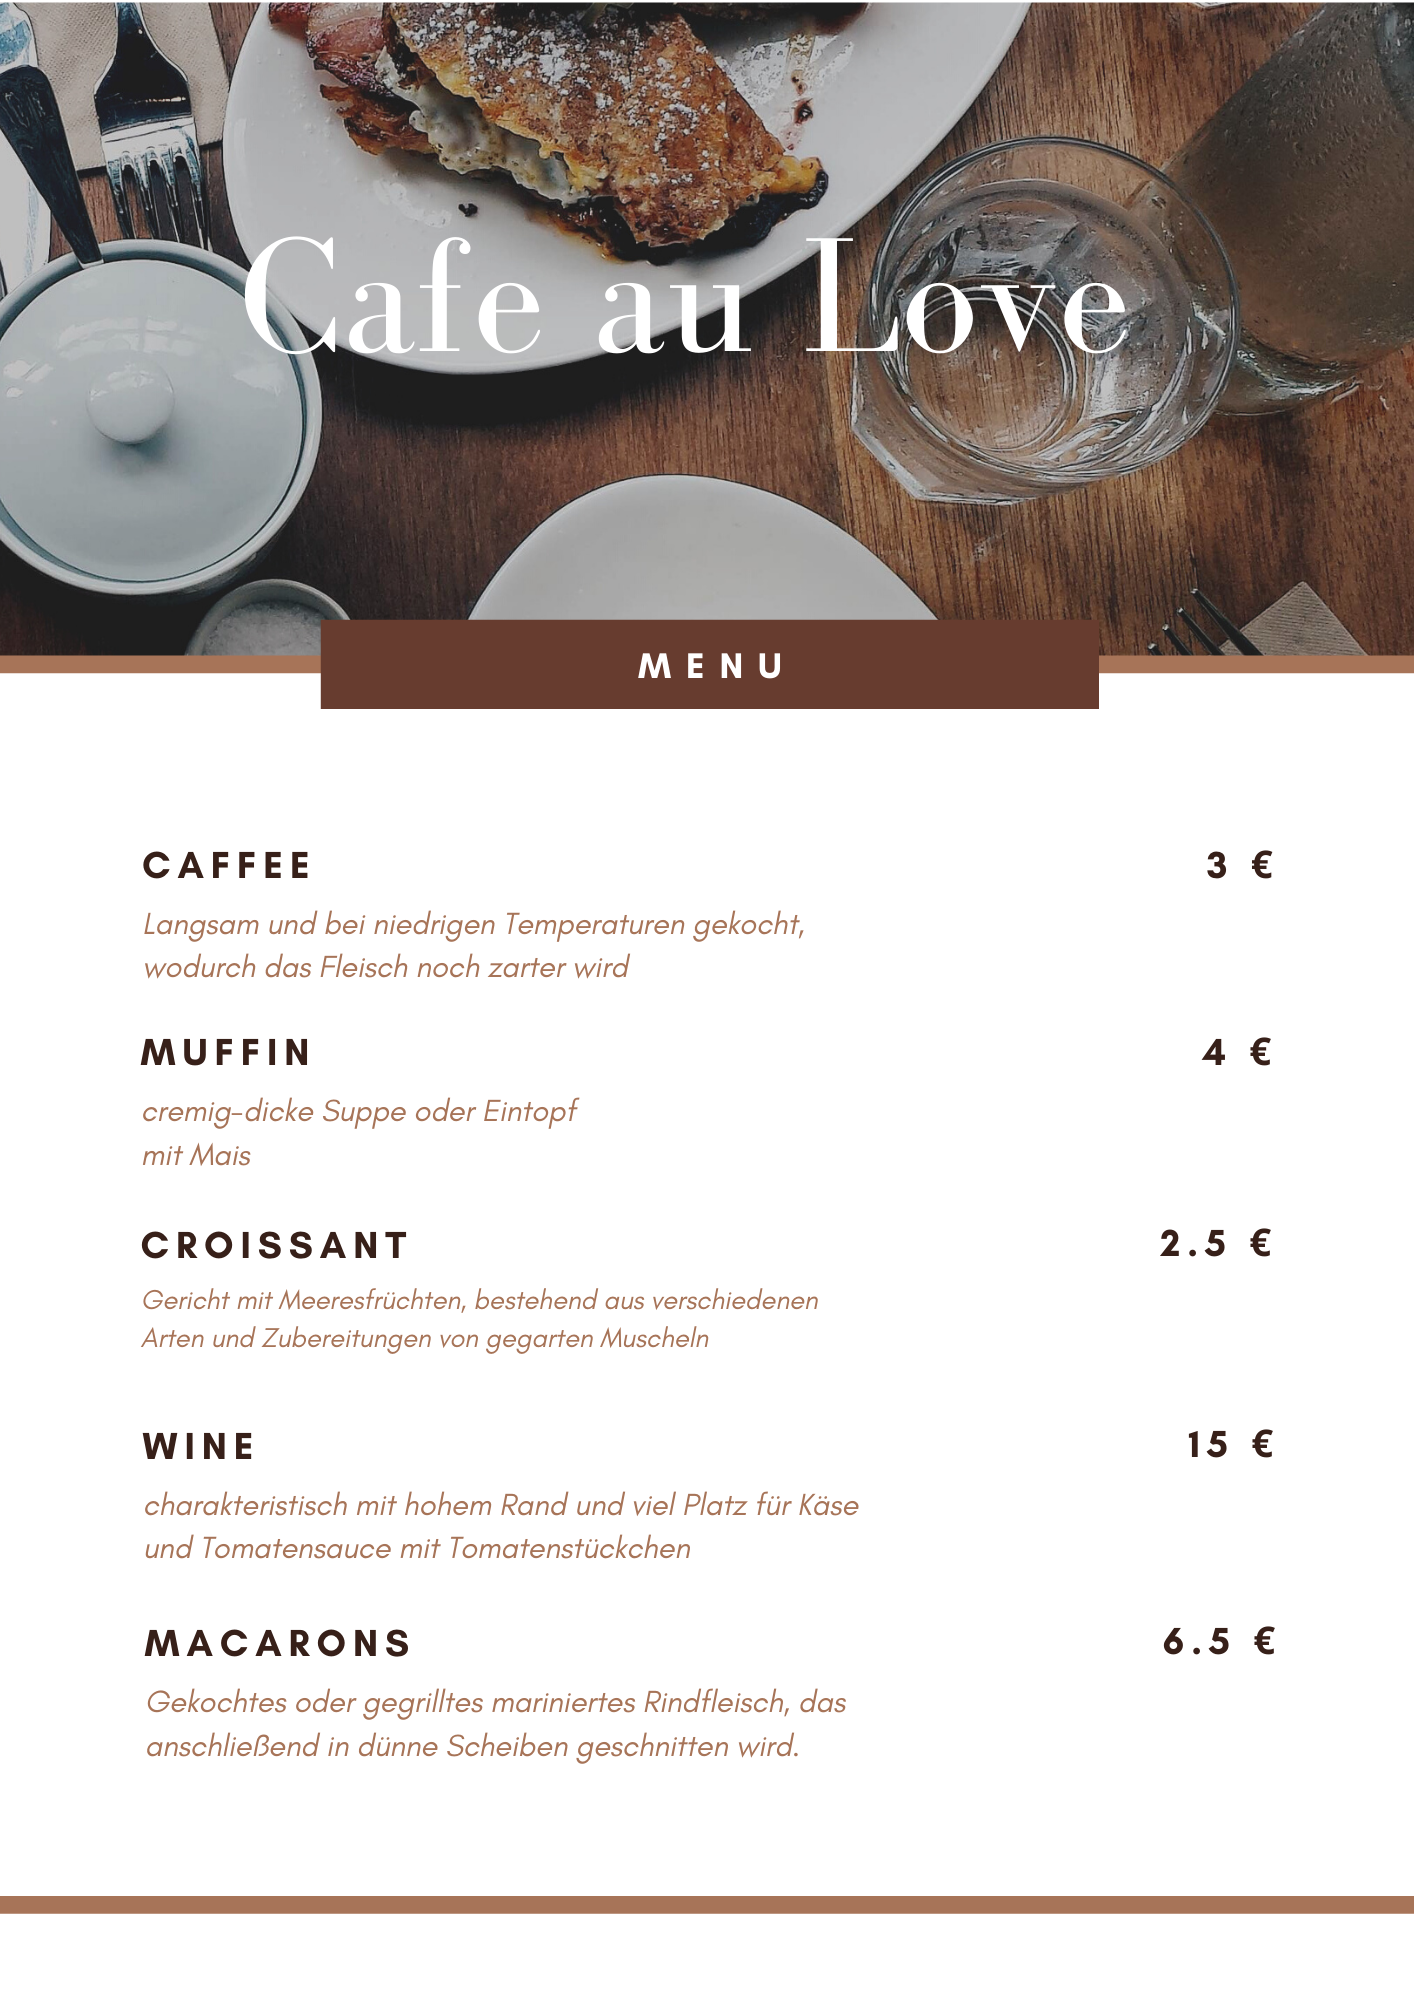 Cafe au Love
MENU
CAFFEE 3 €
Langsam und bei niedrigen Temperaturen gekocht,
wodurch das Fleisch noch zarter wird
MUFFIN 4 €
cremig-dicke Suppe oder Eintopf
mit Mais
CROISSANT 2.5 €
Gericht mit Meeresfrüchten, bestehend aus verschiedenen
Arten und Zubereitungen von gegarten Muscheln
WINE 15 €
charakteristisch mit hohem Rand und viel Platz für Käse
und Tomatensauce mit Tomatenstückchen
MACARONS 6.5 €
Gekochtes oder gegrilltes mariniertes Rindfleisch, das
anschließend in dünne Scheiben geschnitten wird.